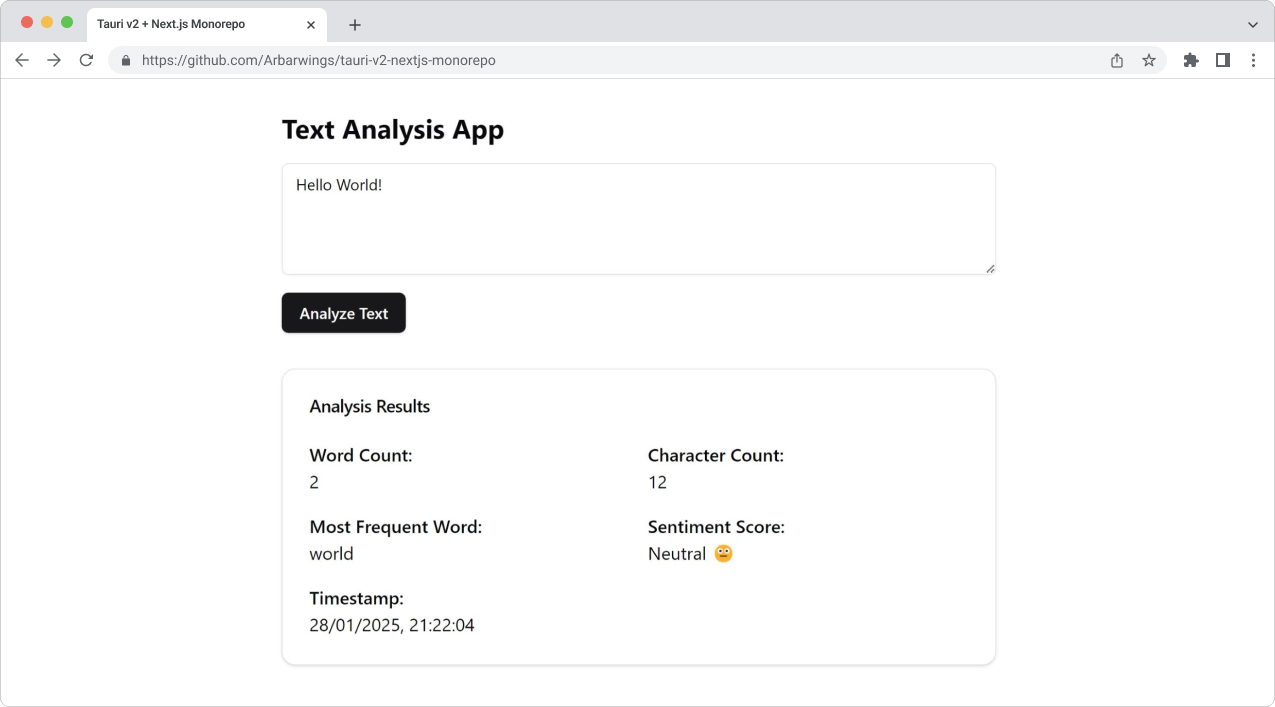 Tauri v2 + Next.js Monorepo
https://github.com/Arbarwings/tauri-v2-nextjs-monorepo
Text Analysis App
Hello World!
Analyze Text
Analysis Results
Word Count: Character Count:
2 12
Most Frequent Word: Sentiment Score:
world Neutral 😐
Timestamp:
28/01/2025, 21:22:04